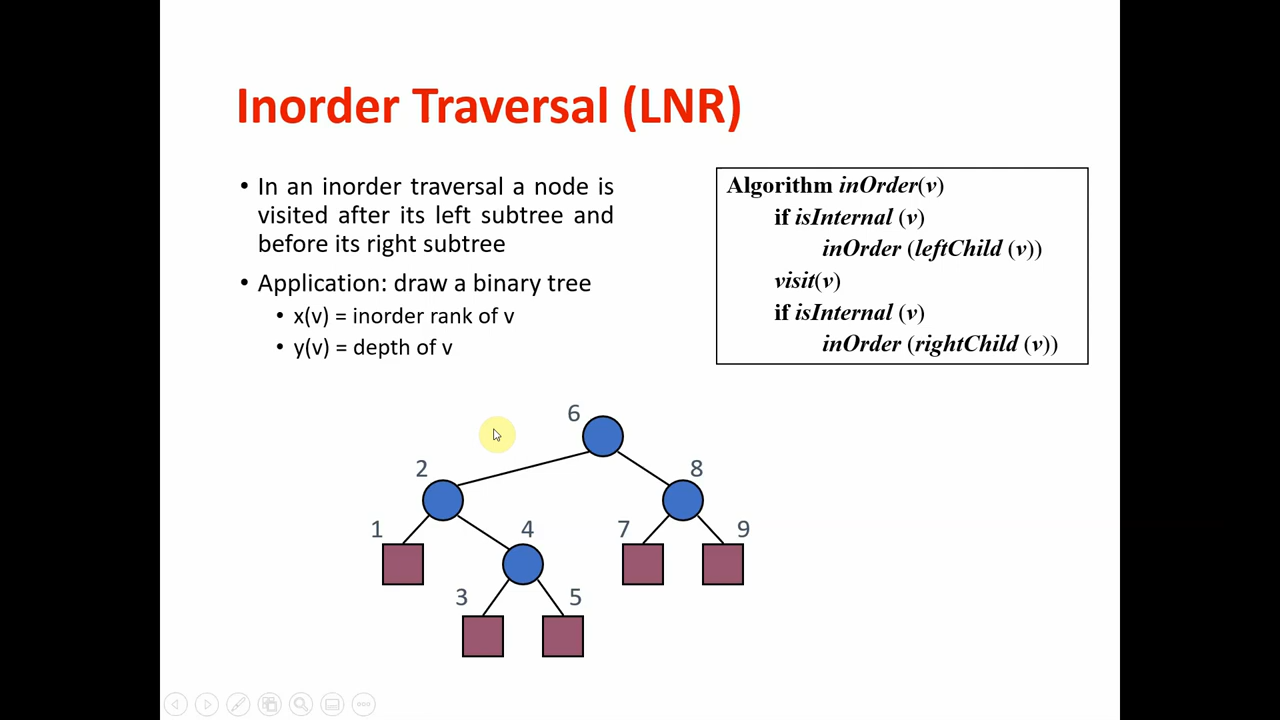 Inorder Traversal (LNR)
• In an inorder traversal a node is
visited after its left subtree and
before its right subtree
• Application: draw a binary tree
• x(v) = inorder rank of v
• y(v) = depth of v
Algorithm inOrder(v)
if isInternal (v)
inOrder (leftChild (v))
visit(v)
if isInternal (v)
inOrder (rightChild (v))
6
2
8
1
4
7
9
3
5